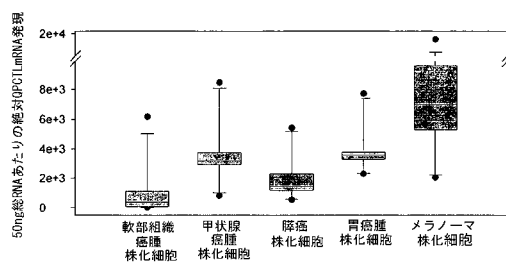 50ng総RNAあたりの絶対QPCTLmRNA発現
2e+4
8e+3
6e+3
4e+3
2e+3
0
軟部組織
癌腫
株化細胞
甲状腺
癌腫
株化細胞
膵癌
株化細胞
胃癌腫
株化細胞
メラノーマ
株化細胞